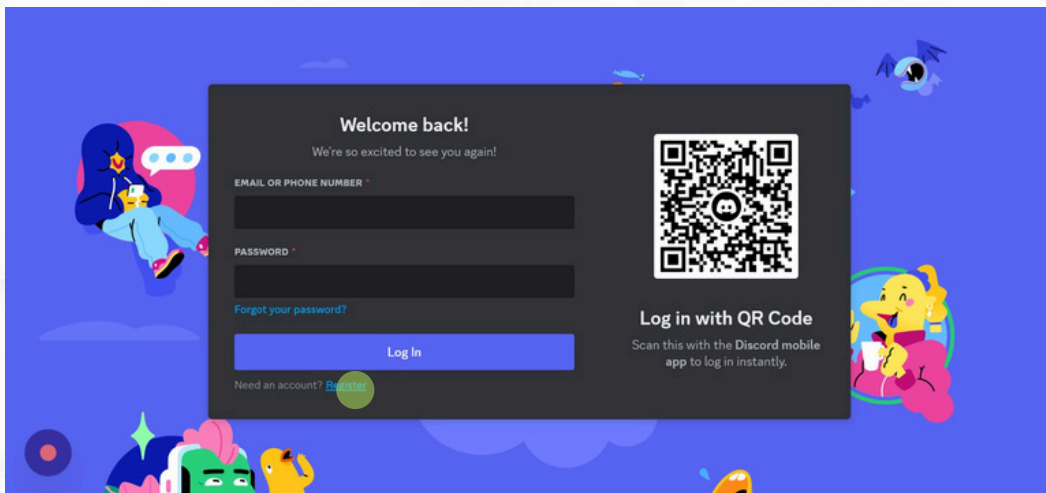 Welcome back!
We're so excited to see you again!
EMAIL OR PHONE NUMBER *
PASSWORD *
Forgot your password?
Log In
Need an account? Register
Log in with QR Code
Scan this with the Discord mobile
app to log in instantly.